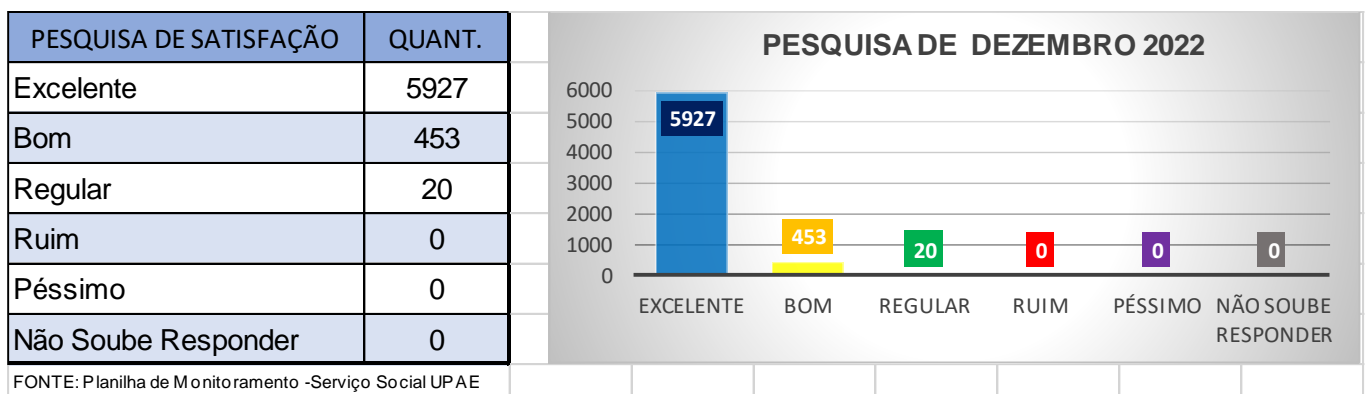 PESQUISA DE SATISFAÇÃO QUANT.
Excelente 5927
Bom 453
Regular 20
Ruim 0
Péssimo 0
Não Soube Responder 0
FONTE: Planilha de Monitoramento -Serviço Social UPAE
PESQUISA DE DEZEMBRO 2022
6000
5000
4000
3000
2000
1000
0
5927
453
20
0
0
0
EXCELENTE
BOM
REGULAR
RUIM
PÉSSIMO
NÃO SOUBE
RESPONDER